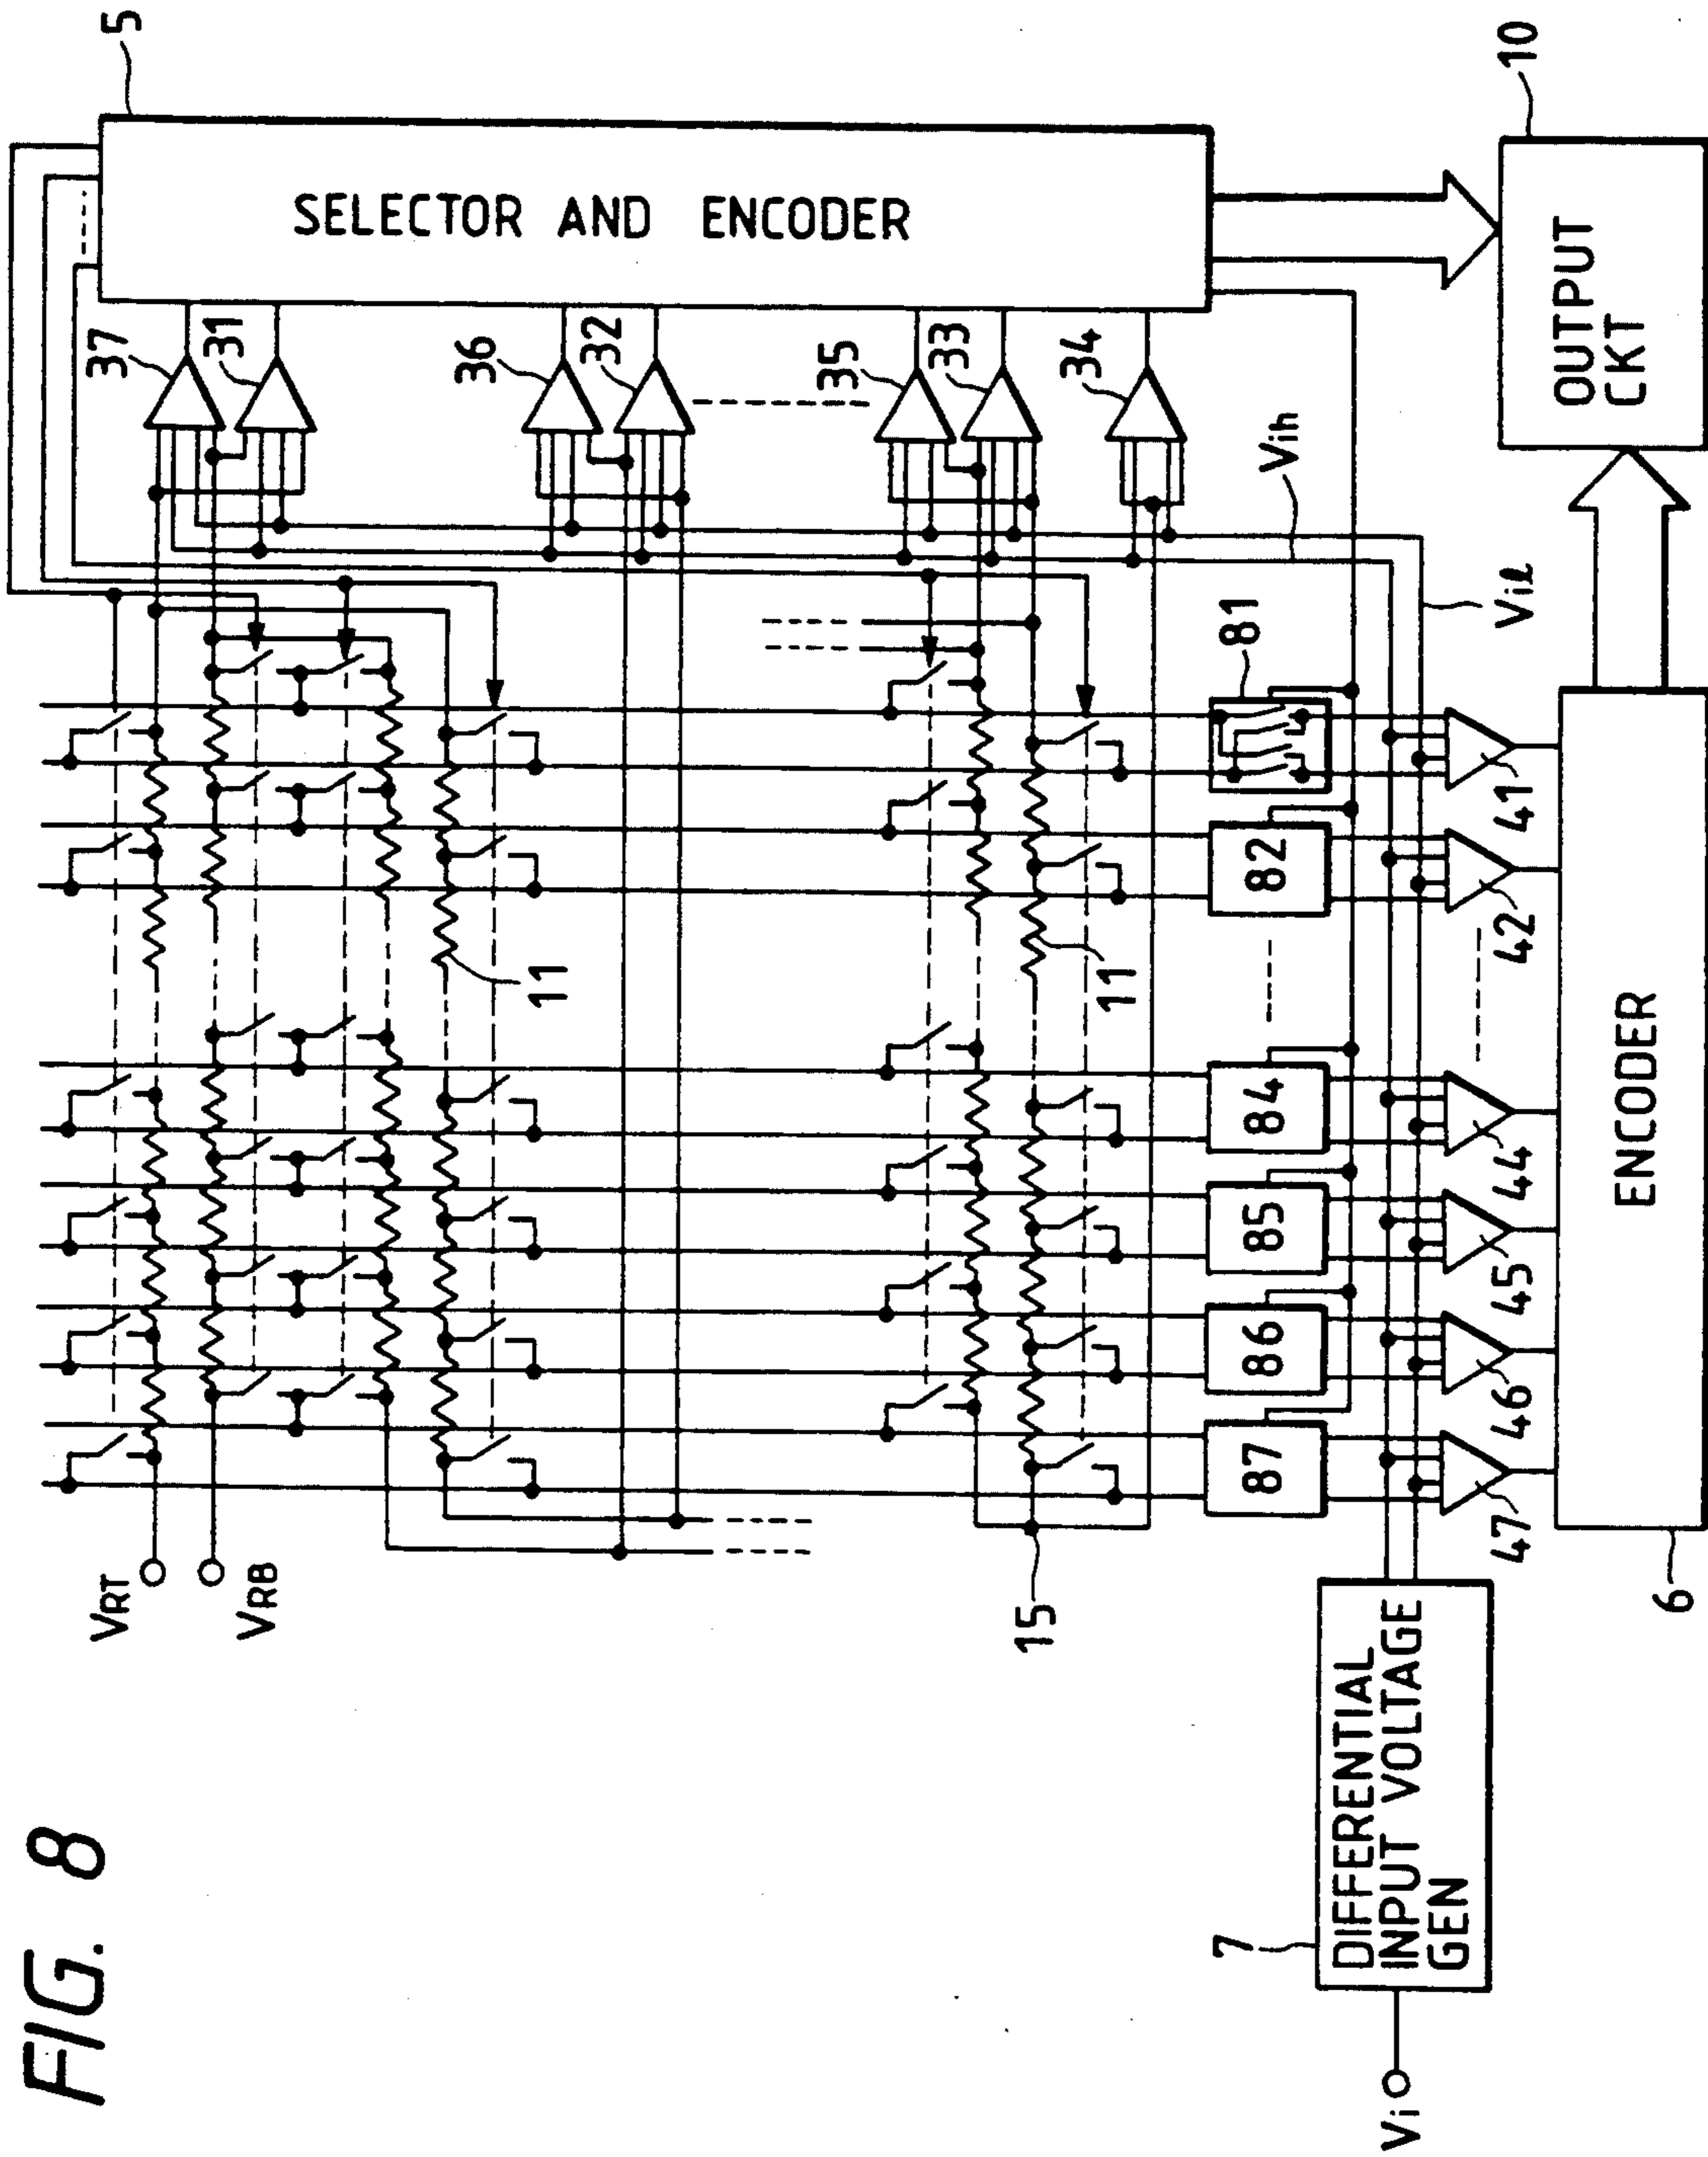 FIG. 8
5
SELECTOR AND ENCODER
37
31
36
32
35
33
34
10
OUTPUT
CKT
Vih
Vil
VRT
VRB
11
11
15
81
82
84
85
86
87
41
42
44
45
46
47
ENCODER
6
7
DIFFERENTIAL
INPUT VOLTAGE
GEN
Vi